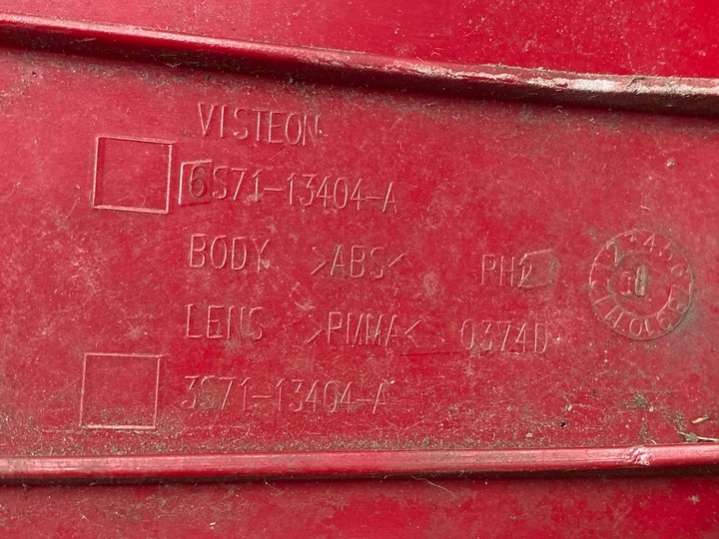 VISTEON
6S71-13404-A
BODY >ABS< PH2
LENS >PMMA< 0374D
3S71-13404-A